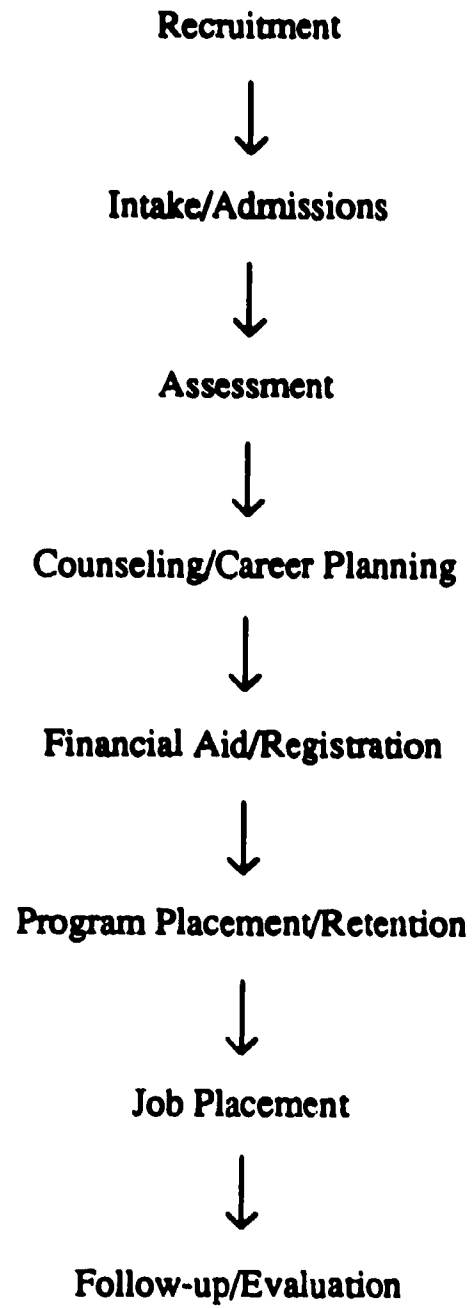 Recruitment
Intake/Admissions
Assessment
Counseling/Career Planning
Financial Aid/Registration
Program Placement/Retention
Job Placement
Follow-up/Evaluation